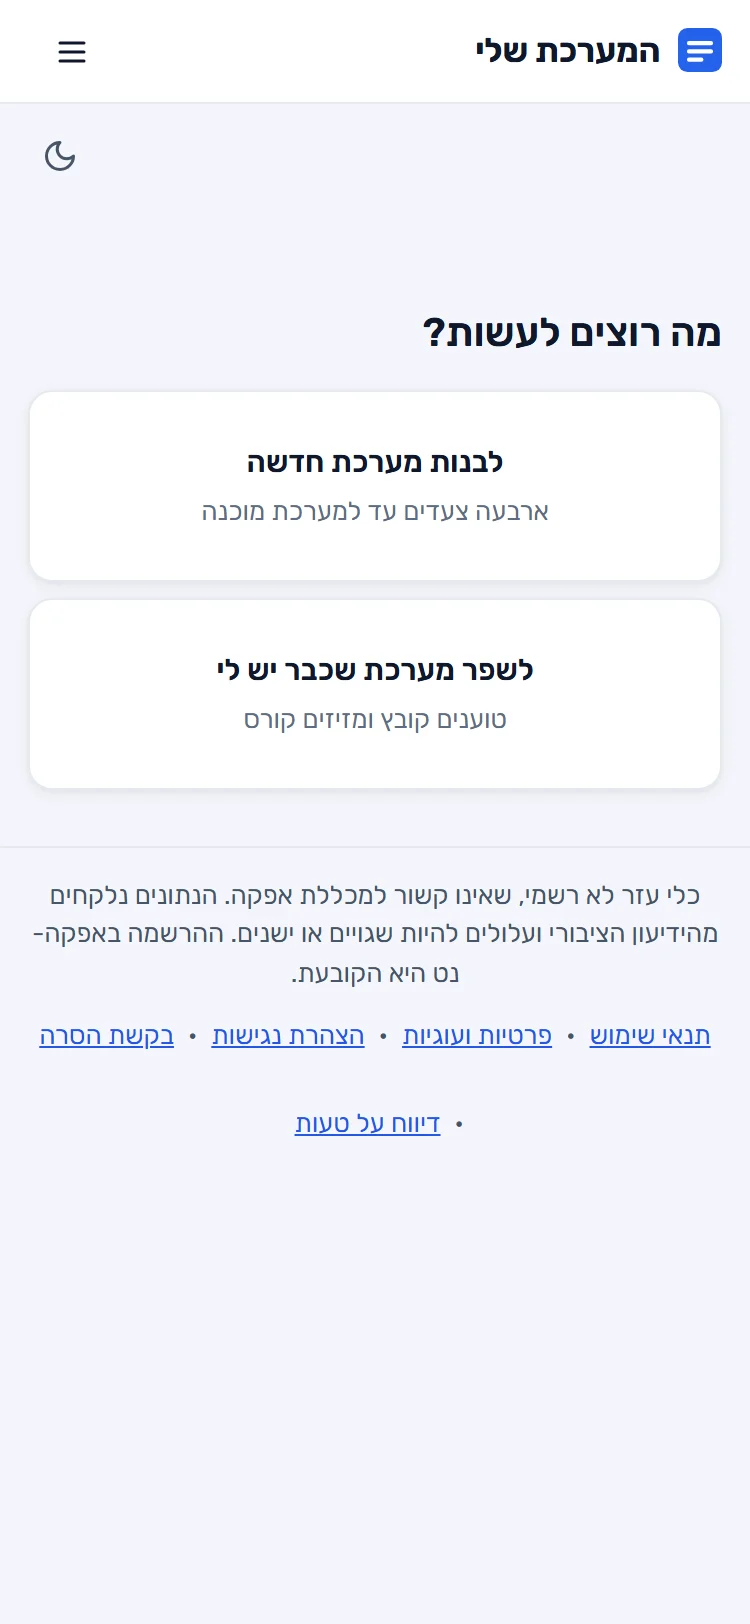 המערכת שלי
מה רוצים לעשות?
לבנות מערכת חדשה
ארבעה צעדים עד למערכת מוכנה
לשפר מערכת שכבר יש לי
טוענים קובץ ומזיזים קורס
כלי עזר לא רשמי, שאינו קשור למכללת אפקה. הנתונים נלקחים
מהידיעון הציבורי ועלולים להיות שגויים או ישנים. ההרשמה באפקה-
נט היא הקובעת.
תנאי שימוש • פרטיות ועוגיות • הצהרת נגישות • בקשת הסרה
• דיווח על טעות